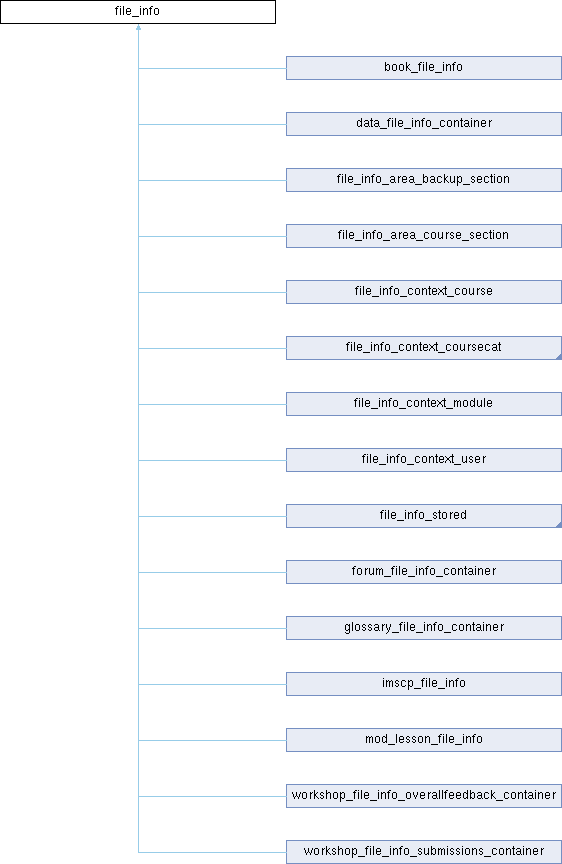 file_info
book_file_info
data_file_info_container
file_info_area_backup_section
file_info_area_course_section
file_info_context_course
file_info_context_coursecat
file_info_context_module
file_info_context_user
file_info_stored
forum_file_info_container
glossary_file_info_container
imscp_file_info
mod_lesson_file_info
workshop_file_info_overallfeedback_container
workshop_file_info_submissions_container